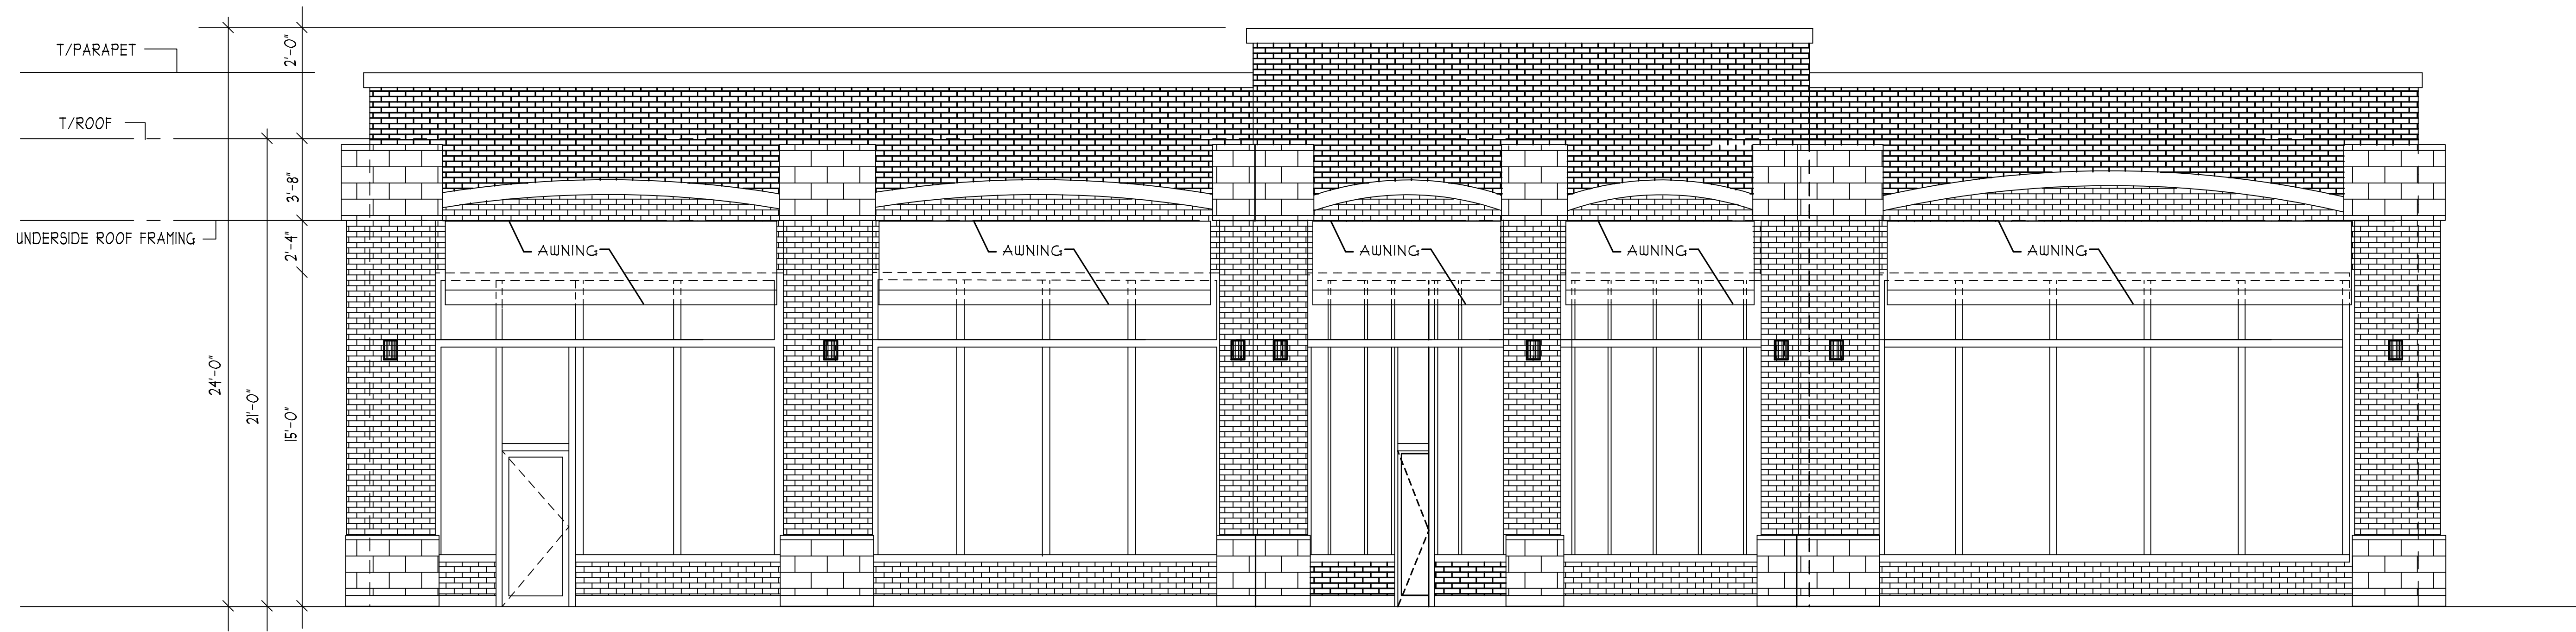 T/PARAPET
2'-0"
T/ROOF
3'-8"
UNDERSIDE ROOF FRAMING
2'-4"
AWNING
AWNING
AWNING
AWNING
AWNING
24'-0"
21'-0"
15'-0"